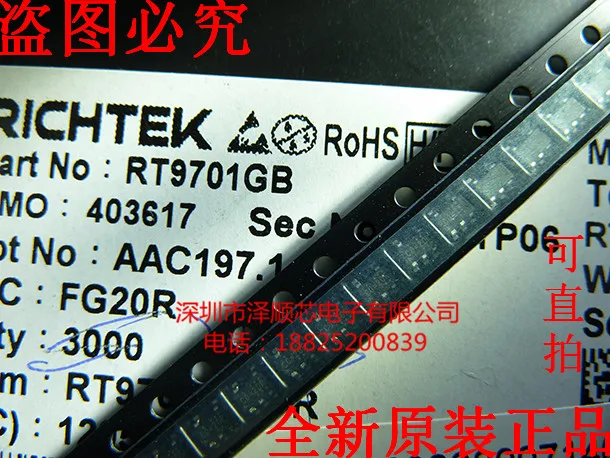 盗图必究
RICHTEK RoHS
art No : RT9701GB
MO : 403617 Sec
TP06
ot No : AAC197.1
C : FG20R
深圳市泽顺芯电子有限公司
电话：18825200839
ty : 3000
可直拍
全新原装正品